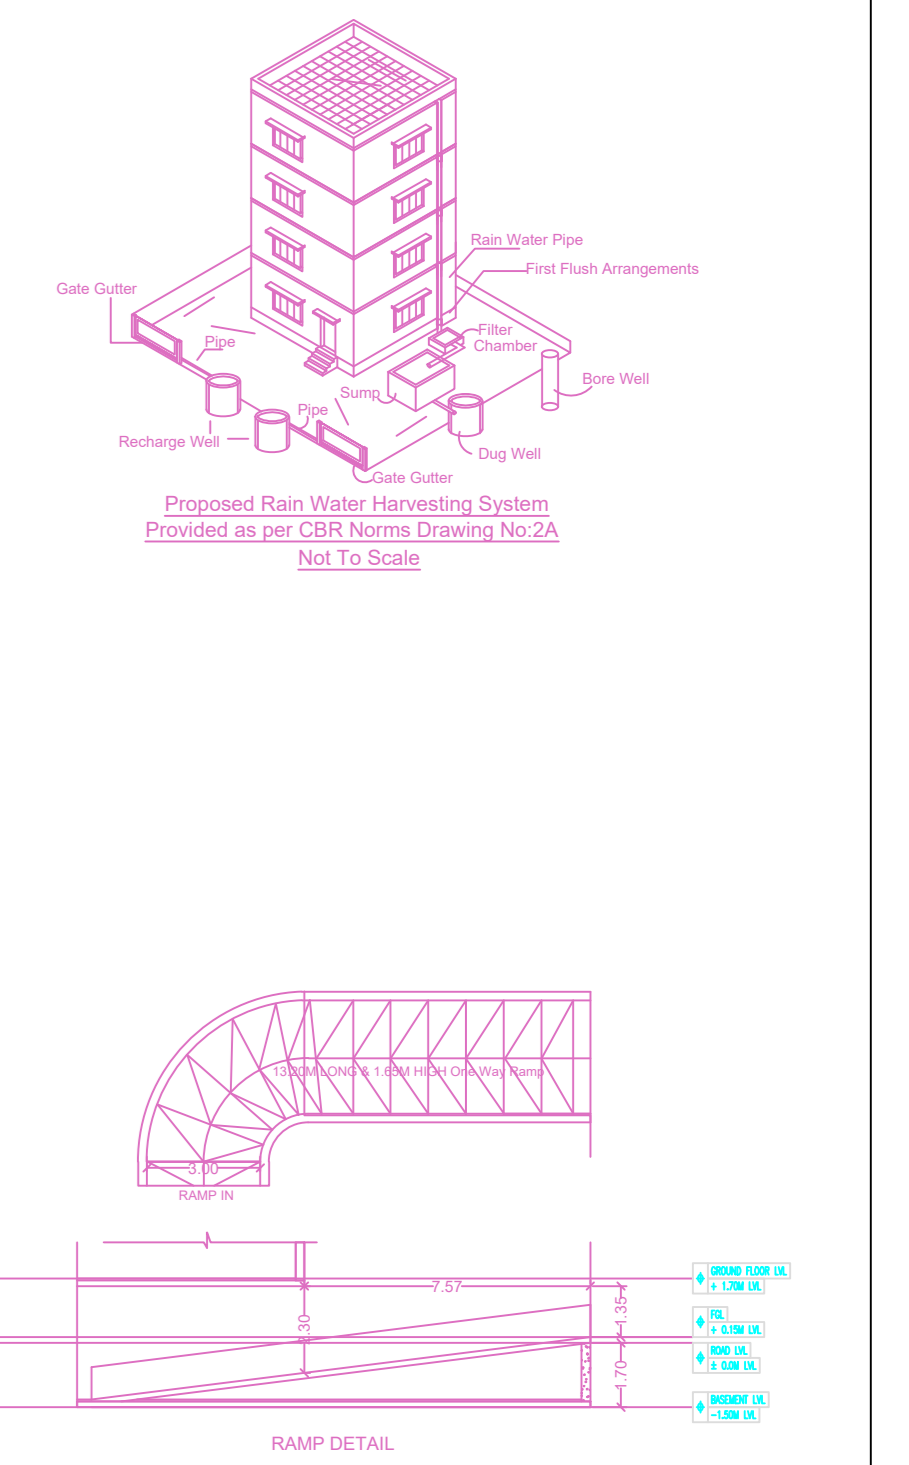 Rain Water Pipe
First Flush Arrangements
Gate Gutter
Filter
Chamber
Pipe
Bore Well
Sump
Pipe
Recharge Well
Dug Well
Gate Gutter
Proposed Rain Water Harvesting System
Provided as per CBR Norms Drawing No:2A
Not To Scale
13.20M LONG & 1.65M HIGH One Way Ramp
3.00
RAMP IN
GROUND FLOOR LVL
+ 1.70M LVL
7.57
1.35
FGL
+ 0.15M LVL
ROAD LVL
± 0.0M LVL
1.70
BASEMENT LVL
-1.50M LVL
RAMP DETAIL